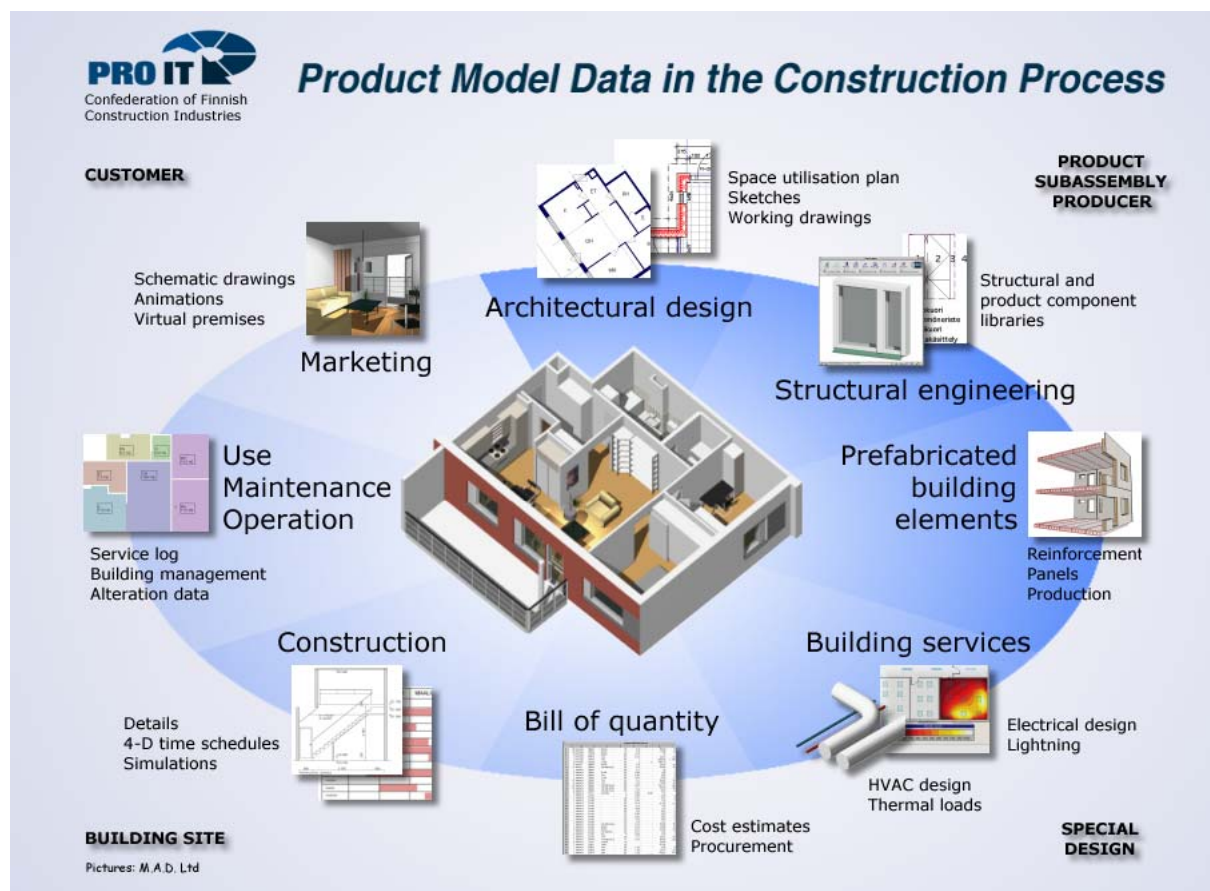 PRO IT
Confederation of Finnish
Construction Industries
Product Model Data in the Construction Process
CUSTOMER
PRODUCT
SUBASSEMBLY
PRODUCER
Space utilisation plan
Sketches
Working drawings
Architectural design
Schematic drawings
Animations
Virtual premises
Marketing
Structural and
product component
libraries
Structural engineering
Use
Maintenance
Operation
Service log
Building management
Alteration data
Prefabricated
building
elements
Reinforcement
Panels
Production
Construction
Details
4-D time schedules
Simulations
Bill of quantity
Cost estimates
Procurement
Building services
Electrical design
Lightning
HVAC design
Thermal loads
BUILDING SITE
SPECIAL
DESIGN
Pictures: M.A.D. Ltd